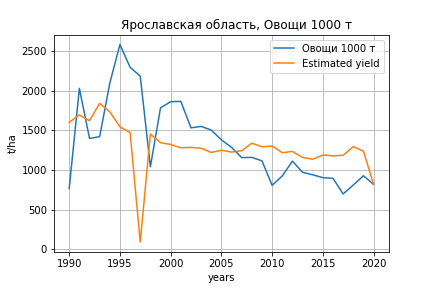 Ярославская область, Овощи 1000 т
Овощи 1000 т
Estimated yield
t/ha
2500
2000
1500
1000
500
0
1990 1995 2000 2005 2010 2015 2020
years